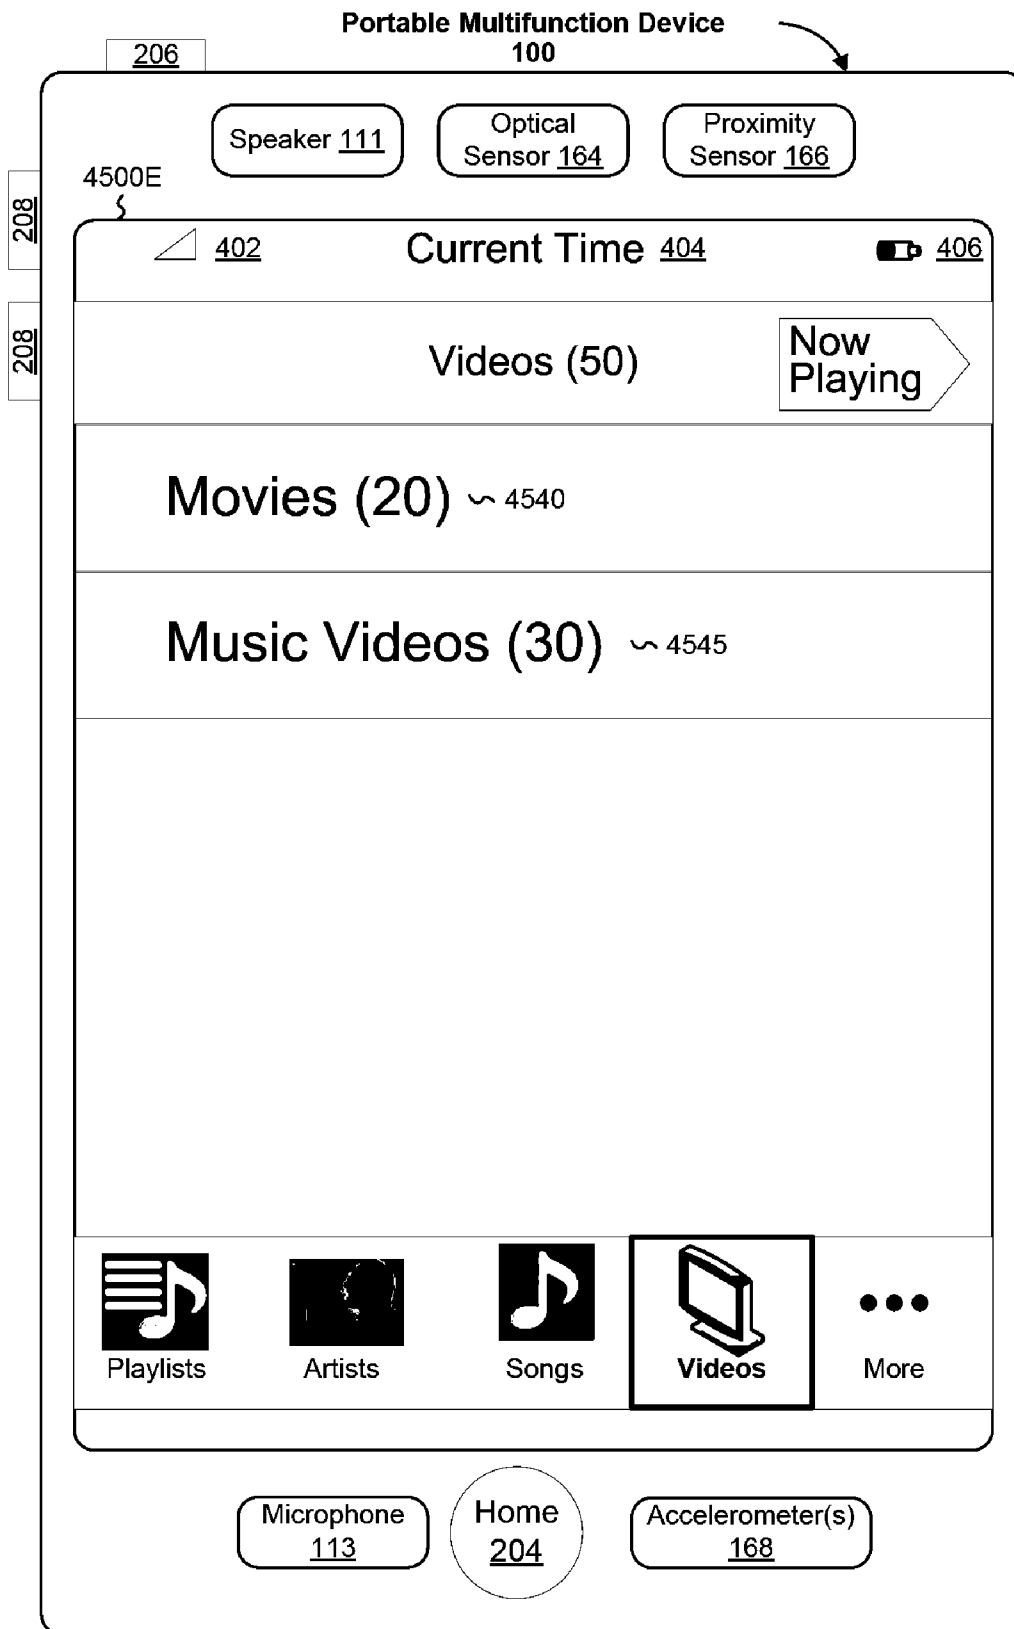 Portable Multifunction Device
100
206
Speaker 111
Optical
Sensor 164
Proximity
Sensor 166
4500E
208
208
402
Current Time 404
406
Videos (50)
Now
Playing
Movies (20) 4540
Music Videos (30) 4545
Playlists
Artists
Songs
Videos
More
Microphone
113
Home
204
Accelerometer(s)
168